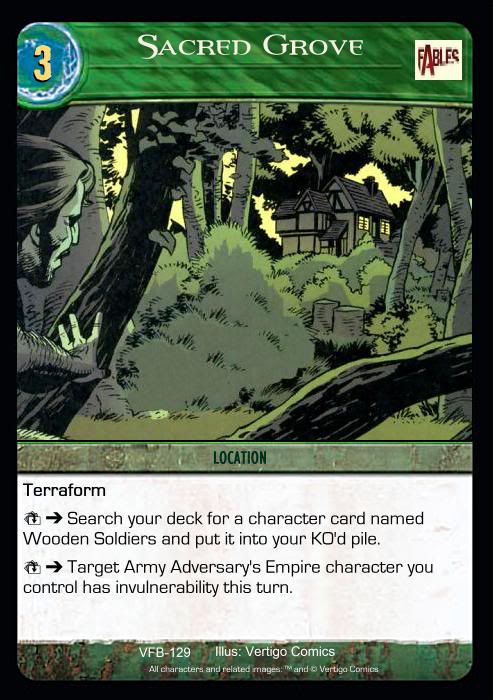 3
Sacred Grove
FABLES
LOCATION
Terraform
➔ Search your deck for a character card named
Wooden Soldiers and put it into your KO'd pile.
➔ Target Army Adversary's Empire character you
control has invulnerability this turn.
VFB-129 Illus: Vertigo Comics
All characters and related images: ™ and © Vertigo Comics